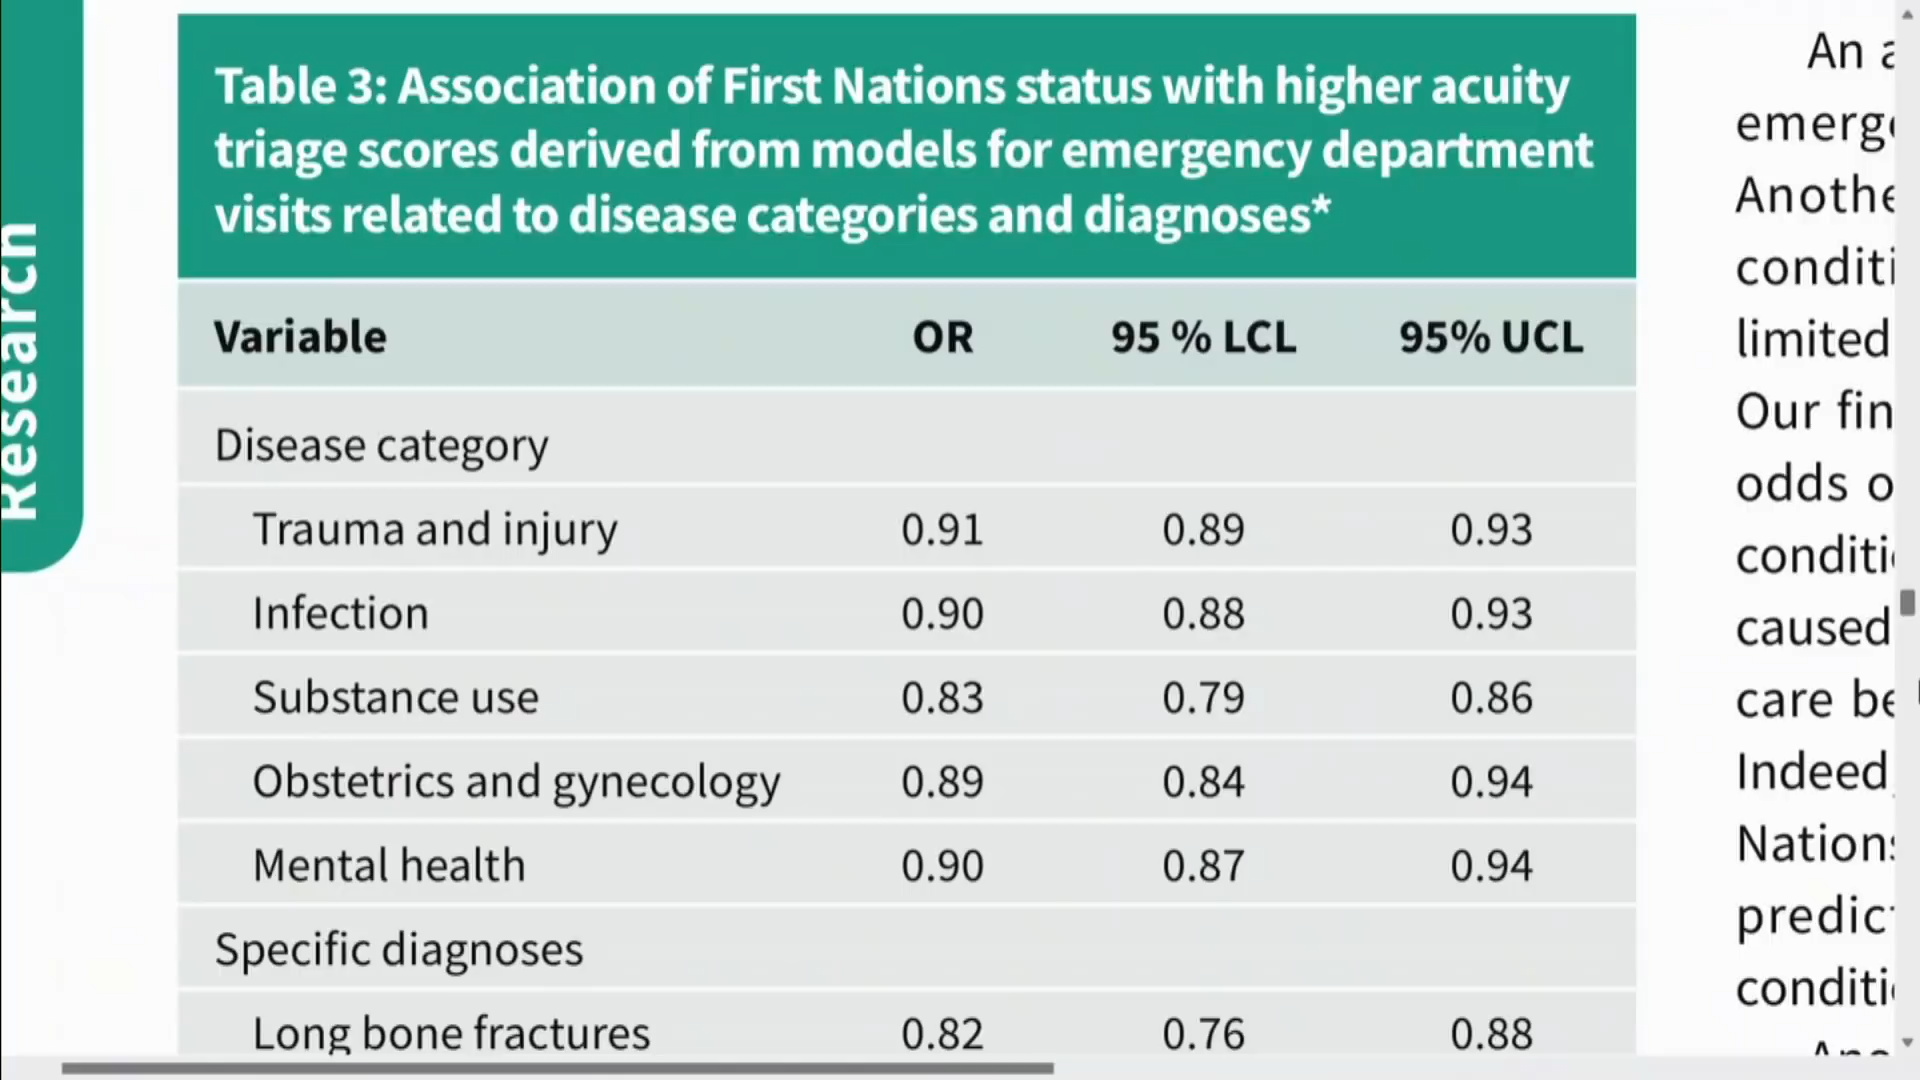 Research
Table 3: Association of First Nations status with higher acuity
triage scores derived from models for emergency department
visits related to disease categories and diagnoses*
Variable OR 95 % LCL 95% UCL
Disease category
Trauma and injury 0.91 0.89 0.93
Infection 0.90 0.88 0.93
Substance use 0.83 0.79 0.86
Obstetrics and gynecology 0.89 0.84 0.94
Mental health 0.90 0.87 0.94
Specific diagnoses
Long bone fractures 0.82 0.76 0.88
An
limited
Our fin
odds
caused
care
Indeed,